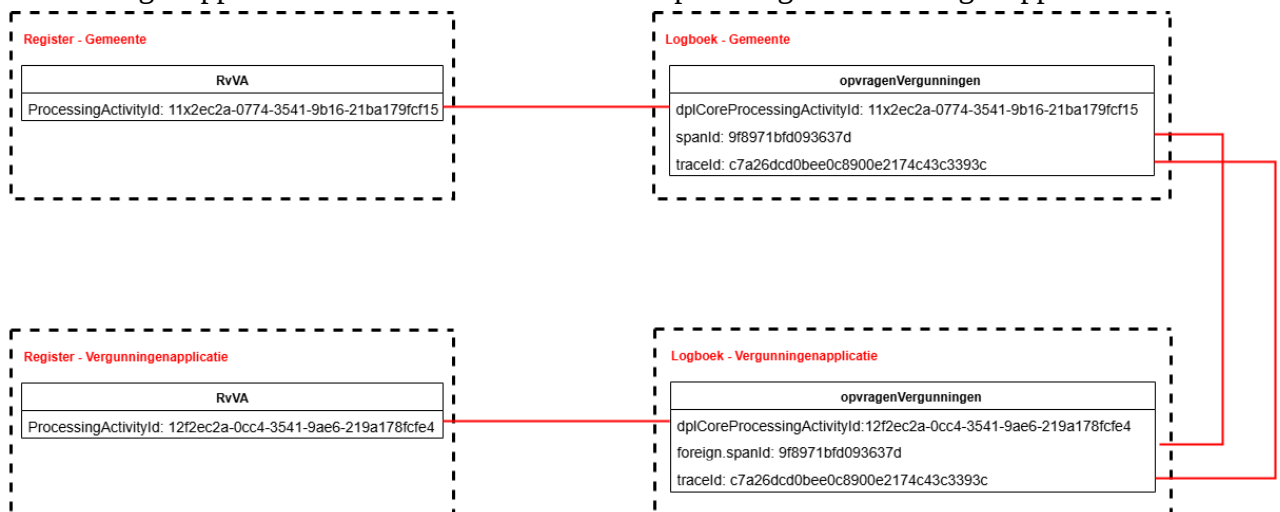 Register - Gemeente
RvVA
ProcessingActivityId: 11x2ec2a-0774-3541-9b16-21ba179fcf15
Logboek - Gemeente
opvragenVergunningen
dplCoreProcessingActivityId: 11x2ec2a-0774-3541-9b16-21ba179fcf15
spanId: 9f8971bfd093637d
traceId: c7a26dcd0bee0c8900e2174c43c3393c
Register - Vergunningenapplicatie
RvVA
ProcessingActivityId: 12f2ec2a-0cc4-3541-9ae6-219a178fcfe4
Logboek - Vergunningenapplicatie
opvragenVergunningen
dplCoreProcessingActivityId:12f2ec2a-0cc4-3541-9ae6-219a178fcfe4
foreign.spanId: 9f8971bfd093637d
traceId: c7a26dcd0bee0c8900e2174c43c3393c